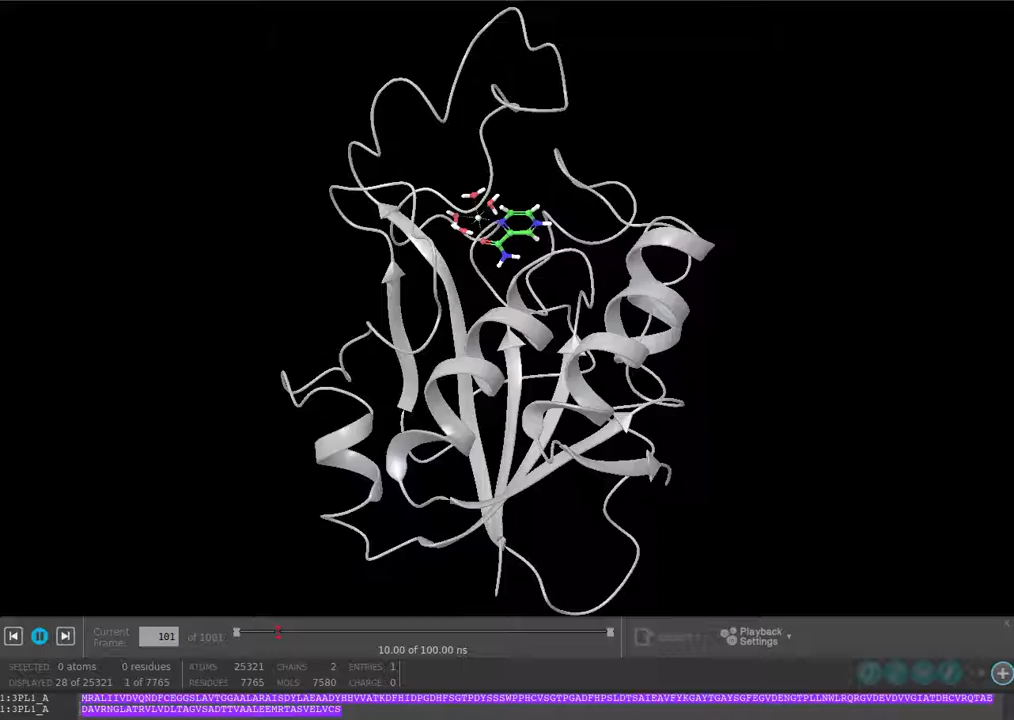 Current
Frame:
101
of 1001
10.00 of 100.00 ns
Playback
Settings
SELECTED 0 atoms 0 residues ATOMS 25321 CHAINS 2 ENTRIES 1
DISPLAYED 28 of 25321 1 of 7765 RESIDUES 7765 MOLS 7580 CHARGE 0
1:3PL1_A MRALIIVDVQNDFCEGGSLAVTGGAALARAISDYLAEAADYHHVVATKDFHIDPGDHFSGTPDYSSSWPPHCVSGTPGADFHPSLDTSAIEAVFYKGAYTGAYSGFEGVDENGTPLLNWLRQRGVDEVDVVGIATDHCVRQTAE
1:3PL1_A DAVRNGLATRVLVDLTAGVSADTTVAALEEMRTASVELVCS